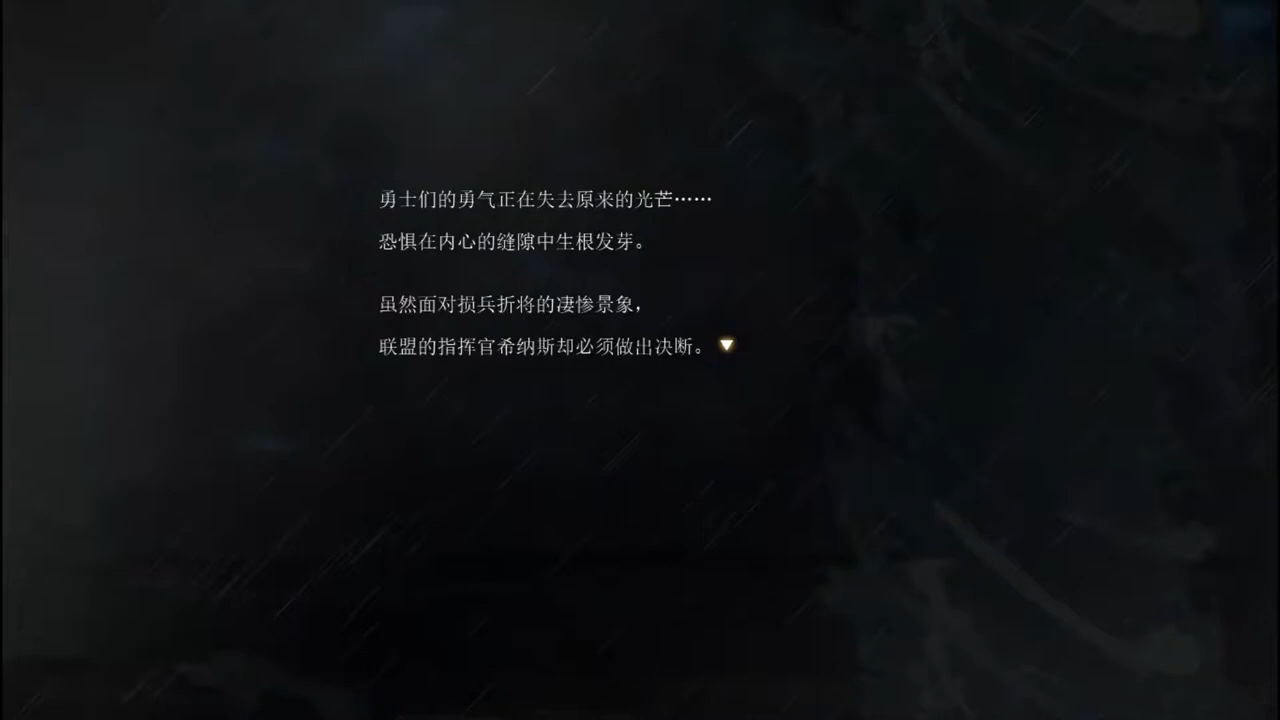 勇士们的勇气正在失去原来的光芒……
恐惧在内心的缝隙中生根发芽。
虽然面对损兵折将的凄惨景象，
联盟的指挥官希纳斯却必须做出决断。